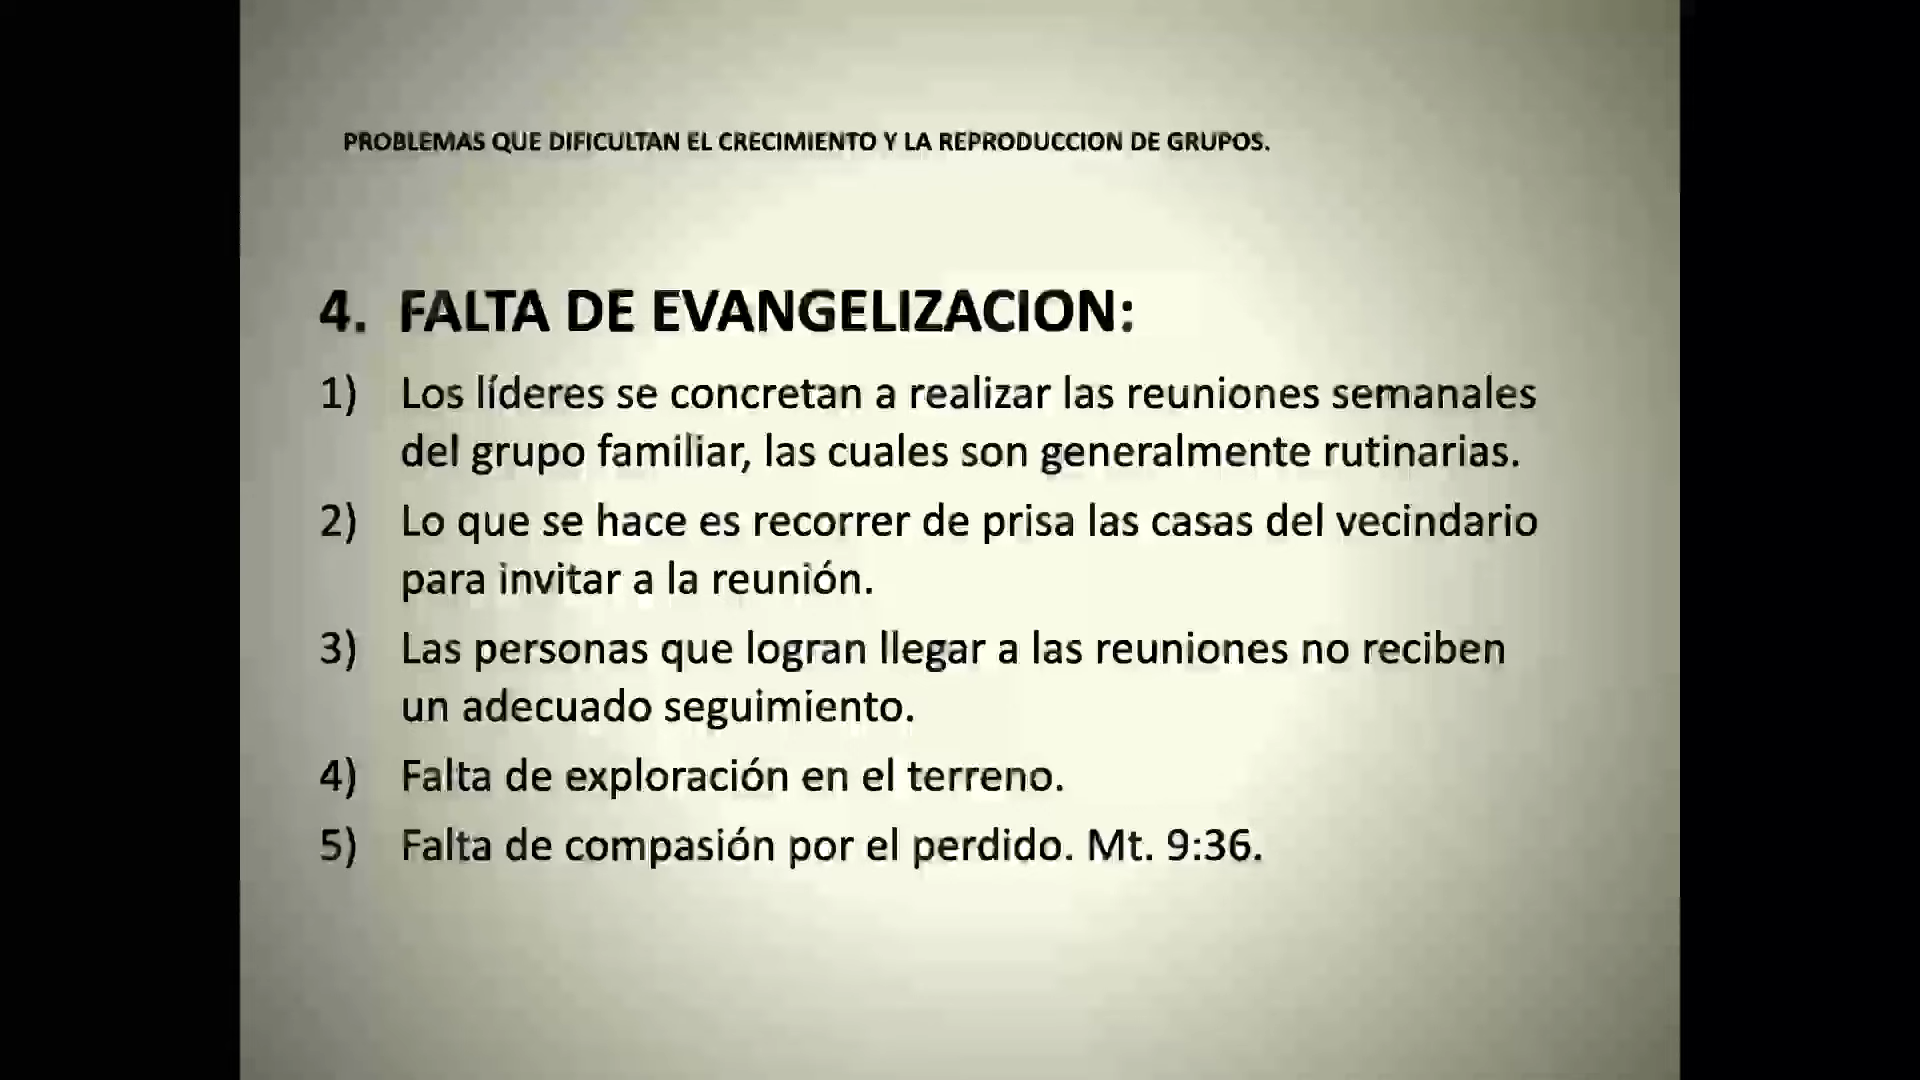 PROBLEMAS QUE DIFICULTAN EL CRECIMIENTO Y LA REPRODUCCION DE GRUPOS.
4. FALTA DE EVANGELIZACION:
1) Los líderes se concretan a realizar las reuniones semanales
del grupo familiar, las cuales son generalmente rutinarias.
2) Lo que se hace es recorrer de prisa las casas del vecindario
para invitar a la reunión.
3) Las personas que logran llegar a las reuniones no reciben
un adecuado seguimiento.
4) Falta de exploración en el terreno.
5) Falta de compasión por el perdido. Mt. 9:36.